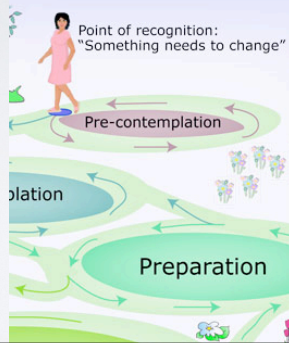 Point of recognition:
“Something needs to change”
Pre-contemplation
plation
Preparation